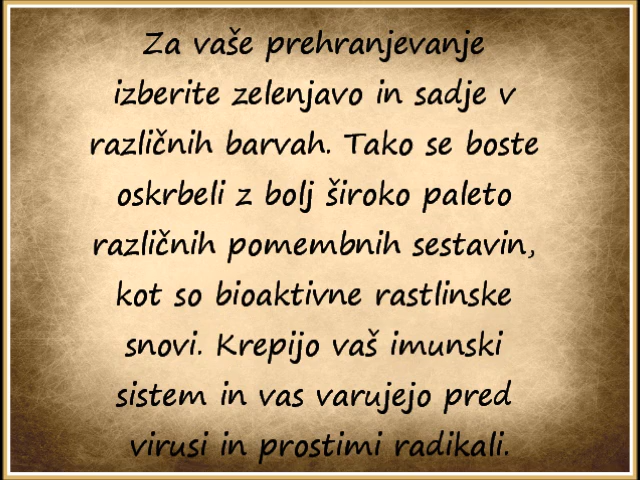 Za vaše prehranjevanje
izberite zelenjavo in sadje v
različnih barvah. Tako se boste
oskrbeli z bolj široko paleto
različnih pomembnih sestavin,
kot so bioaktivne rastlinske
snovi. Krepijo vaš imunski
sistem in vas varujejo pred
virusi in prostimi radikali.